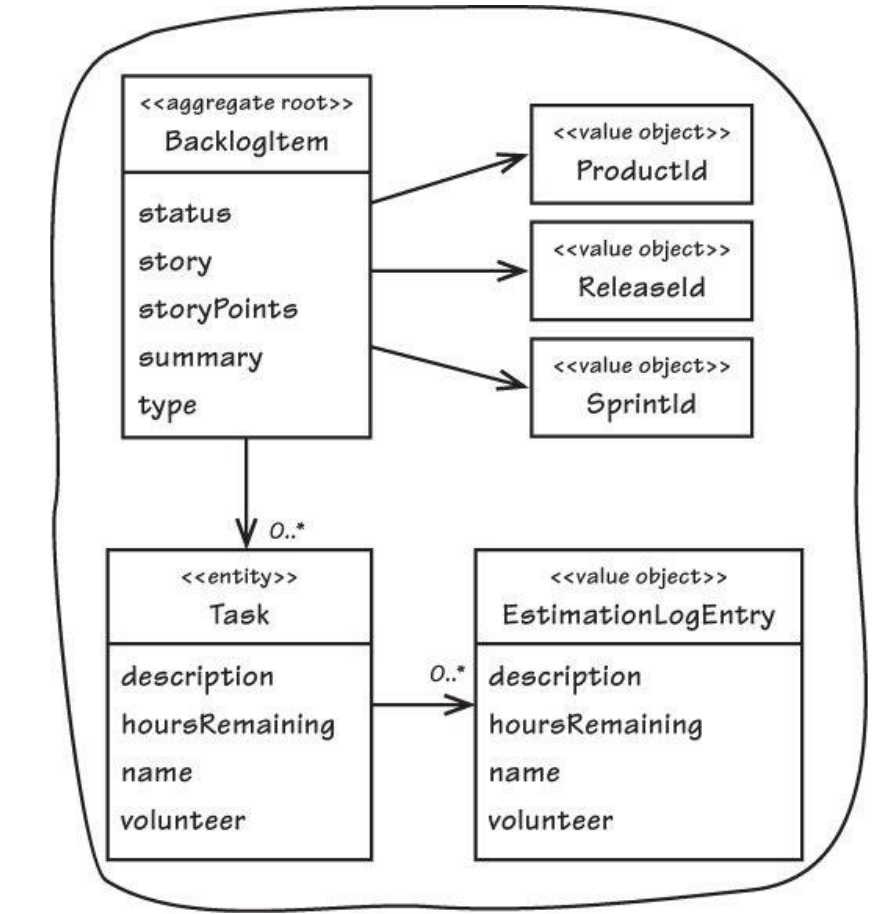 <<aggregate root>>
BacklogItem
status
story
storyPoints
summary
type
<<value object>>
ProductId
<<value object>>
ReleaseId
<<value object>>
SprintId
0..*
<<entity>>
Task
description
hoursRemaining
name
volunteer
0..*
<<value object>>
EstimationLogEntry
description
hoursRemaining
name
volunteer